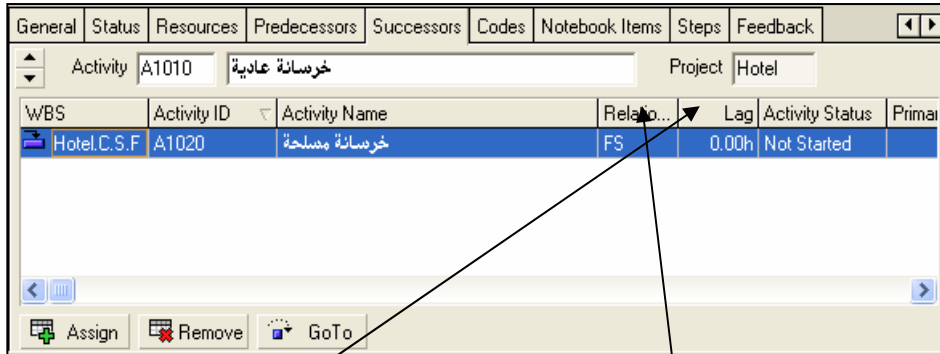 General Status Resources Predecessors Successors Codes Notebook Items Steps Feedback
Activity A1010 خرسانة عادية Project Hotel
WBS Activity ID Activity Name Relatio... Lag Activity Status Primar
Hotel.C.S.F A1020 خرسانة مسلحة FS 0.00h Not Started
Assign Remove GoTo